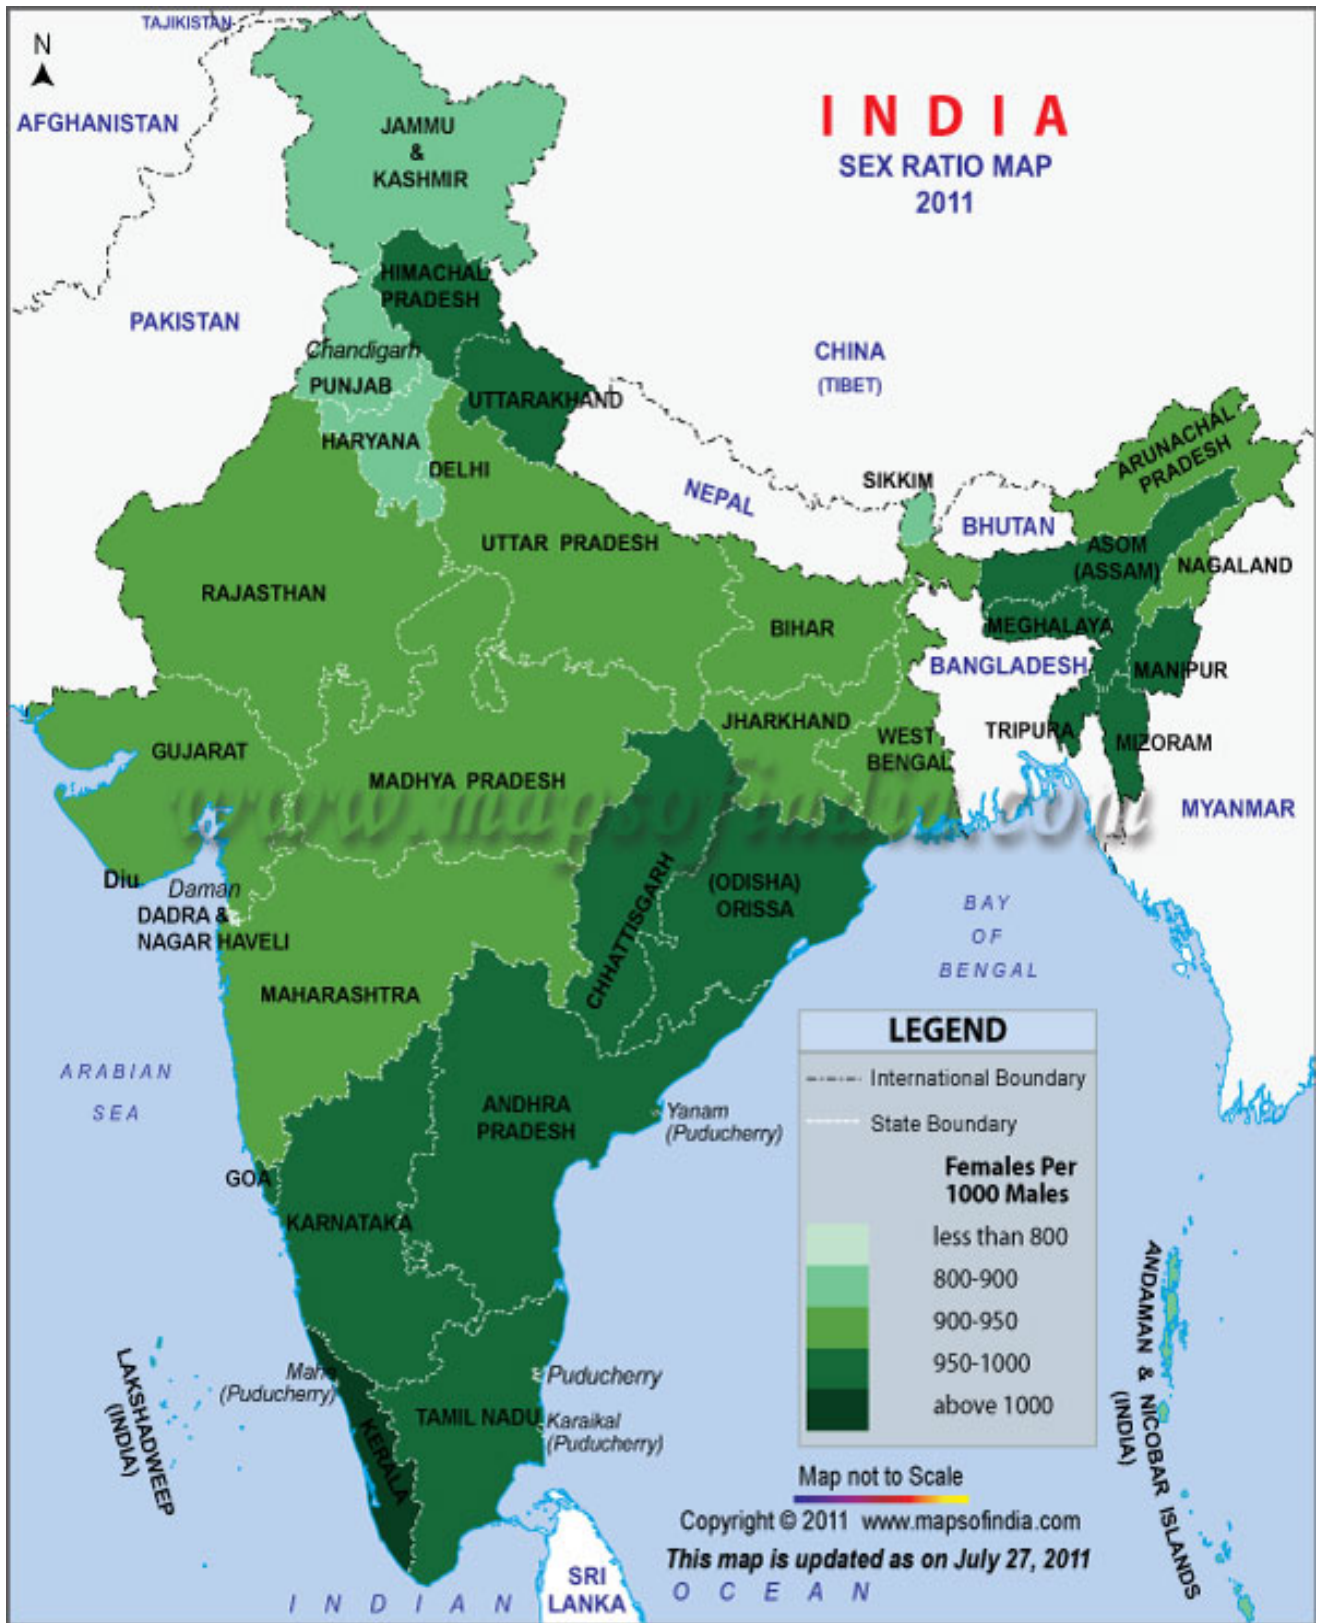 TAJIKISTAN
N
AFGHANISTAN
JAMMU
&
KASHMIR
I N D I A
SEX RATIO MAP
2011
HIMACHAL
PRADESH
PAKISTAN
Chandigarh
PUNJAB
CHINA
(TIBET)
UTTARAKHAND
HARYANA
DELHI
ARUNACHAL
PRADESH
SIKKIM
NEPAL
BHUTAN
UTTAR PRADESH
ASOM
(ASSAM)
NAGALAND
RAJASTHAN
BIHAR
MEGHALAYA
BANGLADESH
MANIPUR
JHARKHAND
TRIPURA
MIZORAM
GUJARAT
WEST
BENGAL
MADHYA PRADESH
www.mapsofindia.com
MYANMAR
Diu
Daman
DADRA &
NAGAR HAVELI
CHHATTISGARH
(ODISHA)
ORISSA
BAY
OF
BENGAL
MAHARASHTRA
ARABIAN
SEA
ANDHRA
PRADESH
Yanam
(Puducherry)
GOA
KARNATAKA
LEGEND
International Boundary
State Boundary
Females Per
1000 Males
less than 800
800-900
900-950
950-1000
above 1000
LAKSHADWEEP
(INDIA)
Mahe
(Puducherry)
KERALA
TAMIL NADU
Puducherry
Karaikal
(Puducherry)
ANDAMAN & NICOBAR ISLANDS
(INDIA)
Map not to Scale
Copyright © 2011 www.mapsofindia.com
This map is updated as on July 27, 2011
SRI
LANKA
I N D I A N O C E A N